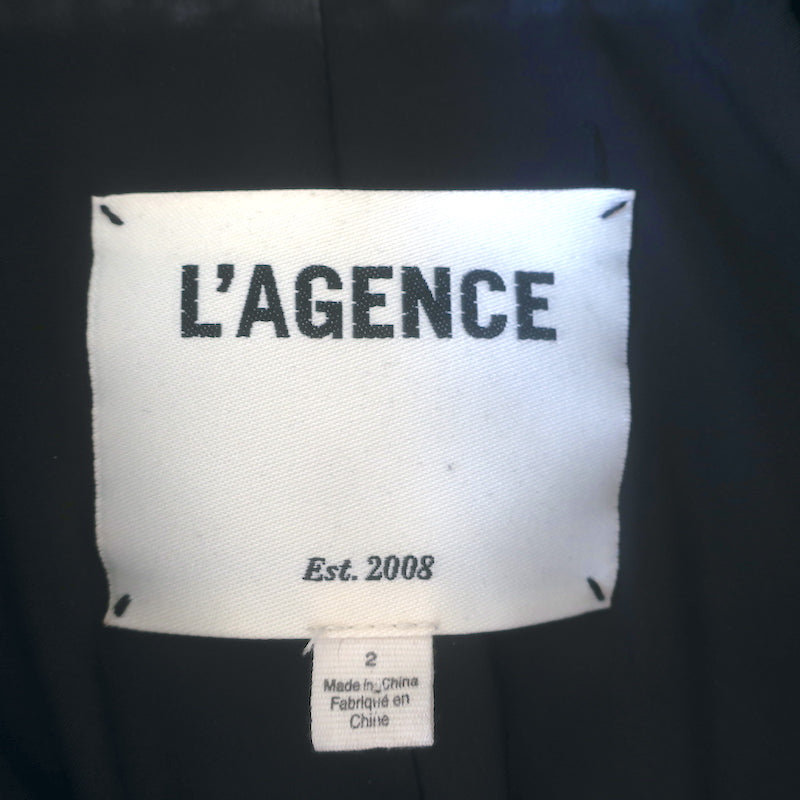 L'AGENCE
Est. 2008
2
Made in China
Fabriqué en
Chine